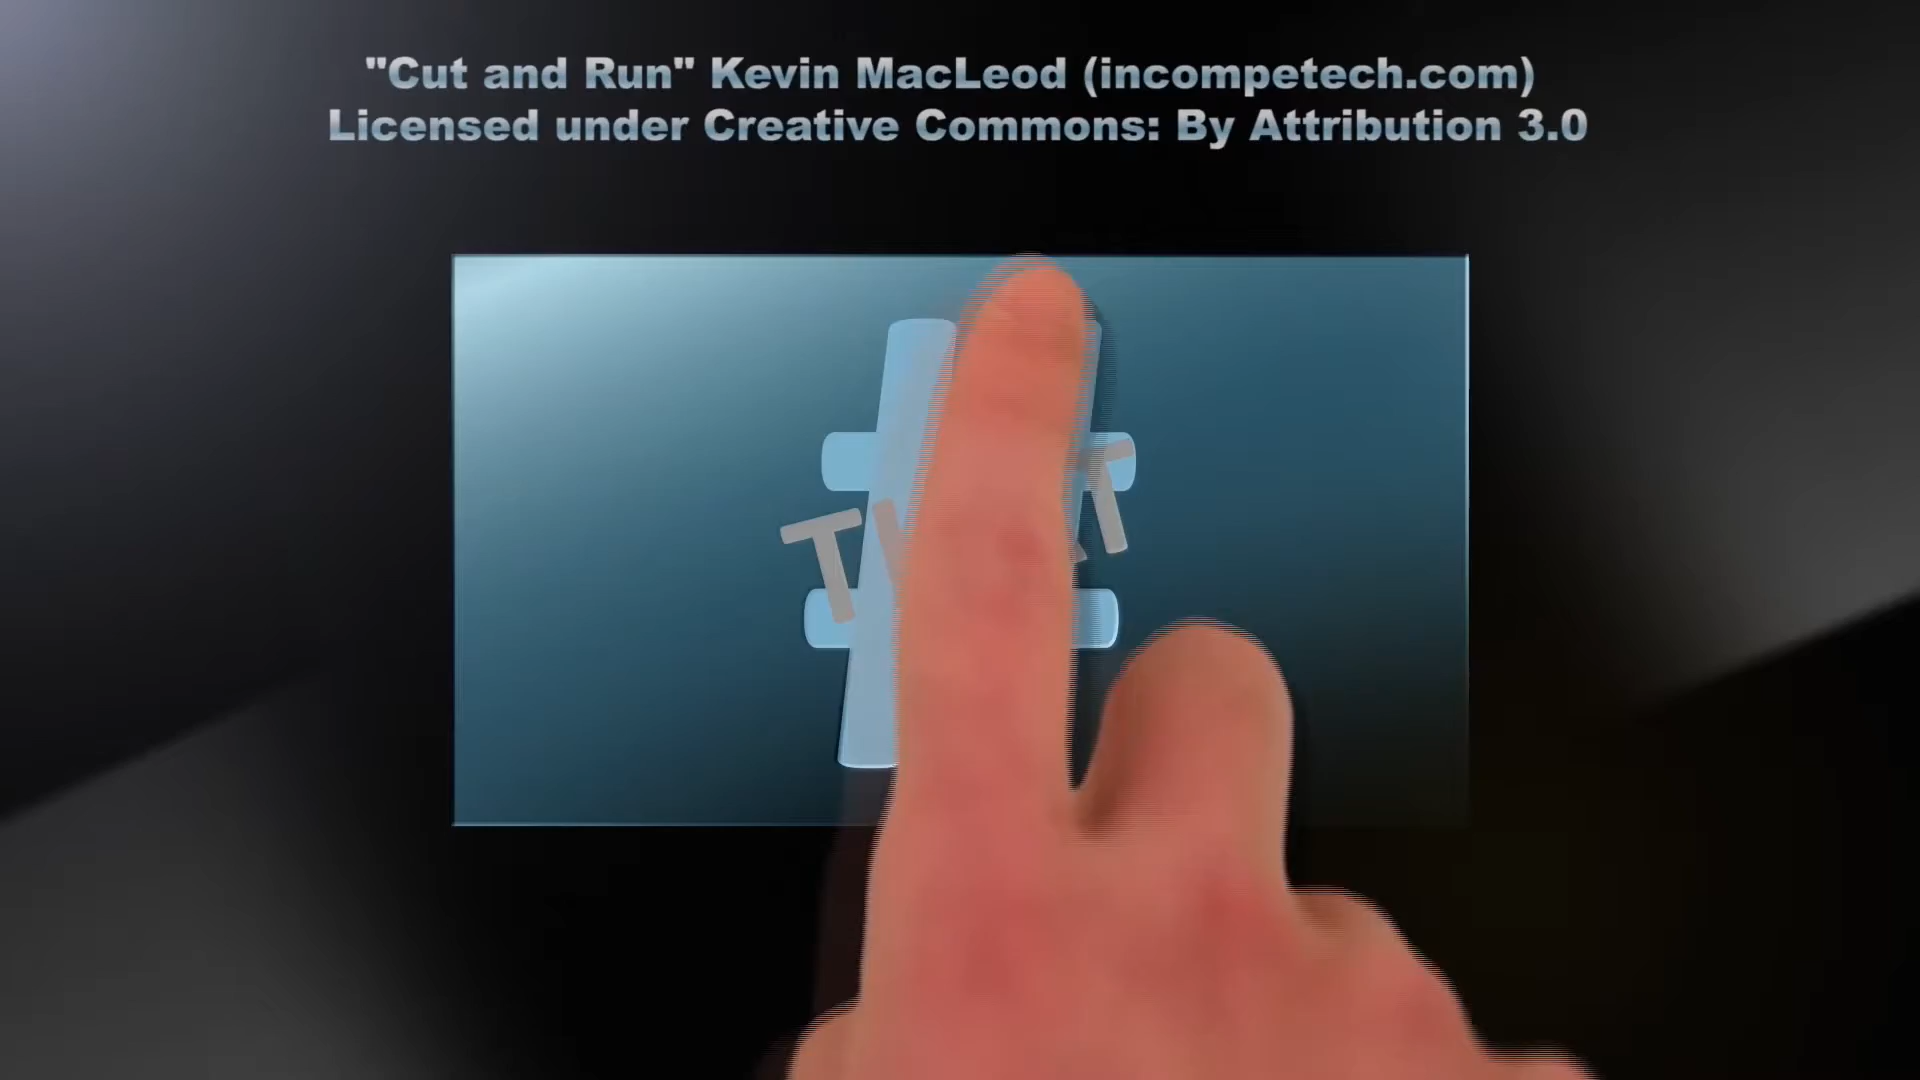 "Cut and Run" Kevin MacLeod (incompetech.com)
Licensed under Creative Commons: By Attribution 3.0
#